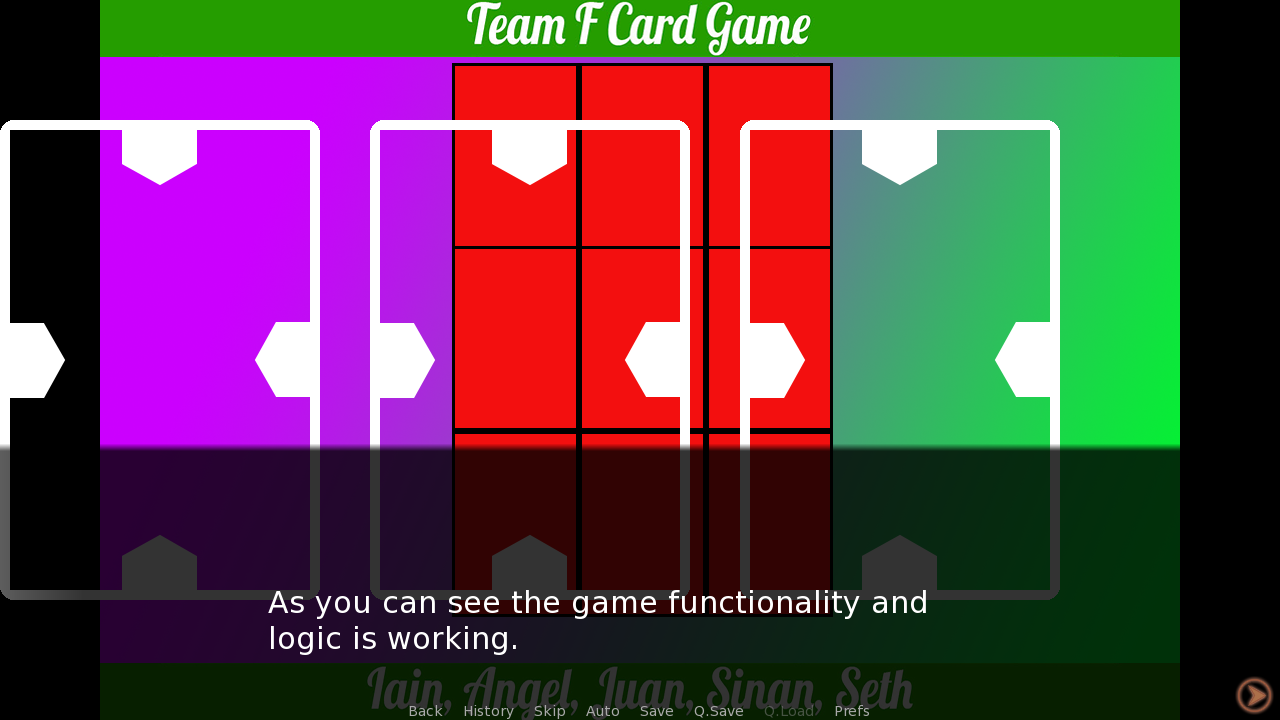 Team F Card Game
As you can see the game functionality and
logic is working.
Iain, Angel, Juan, Sinan, Seth
Back History Skip Auto Save Q.Save Q.Load Prefs